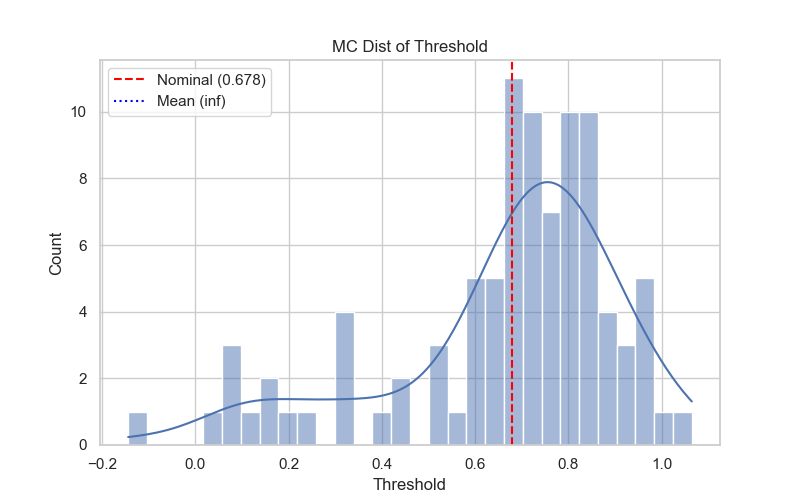 MC Dist of Threshold
Nominal (0.678)
Mean (inf)
Count
10
8
6
4
2
0
−0.2 0.0 0.2 0.4 0.6 0.8 1.0
Threshold